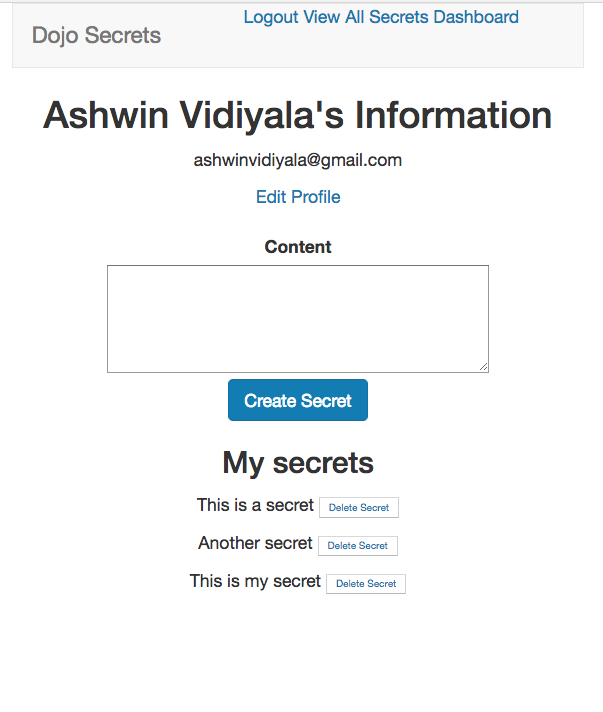 Logout View All Secrets Dashboard
Dojo Secrets
Ashwin Vidiyala's Information
ashwinvidiyala@gmail.com
Edit Profile
Content
Create Secret
My secrets
This is a secret Delete Secret
Another secret Delete Secret
This is my secret Delete Secret